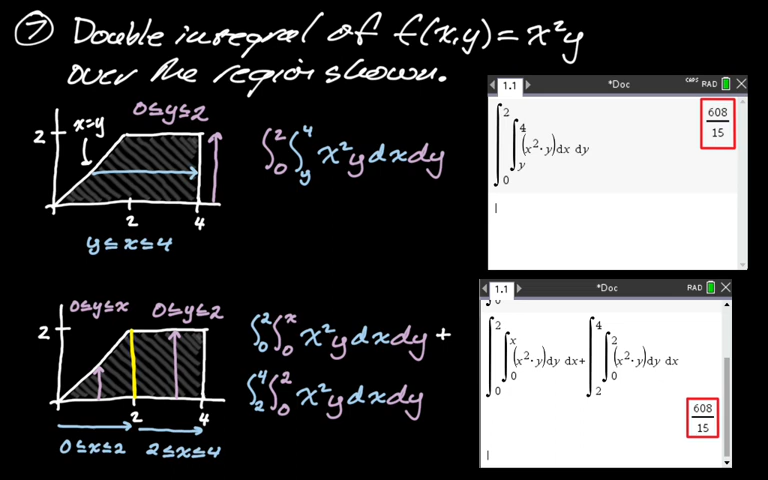 ⑦ Double integral of f(x,y) = x²y
over the region shown.
0≤y≤2
x=y
2
2 4
y≤x≤4
∫₀² ∫ᵧ⁴ x²y dx dy
1.1 *Doc CAPS RAD
∫₀² ∫ᵧ⁴ (x²·y)dx dy
608/15
0≤y≤x 0≤y≤2
2
2 4
0≤x≤2 2≤x≤4
∫₀² ∫₀ˣ x²y dx dy +
∫₂⁴ ∫₀² x²y dx dy
1.1 *Doc RAD
∫₀² ∫₀ˣ (x²·y)dy dx+ ∫₂⁴ ∫₀² (x²·y)dy dx
608/15